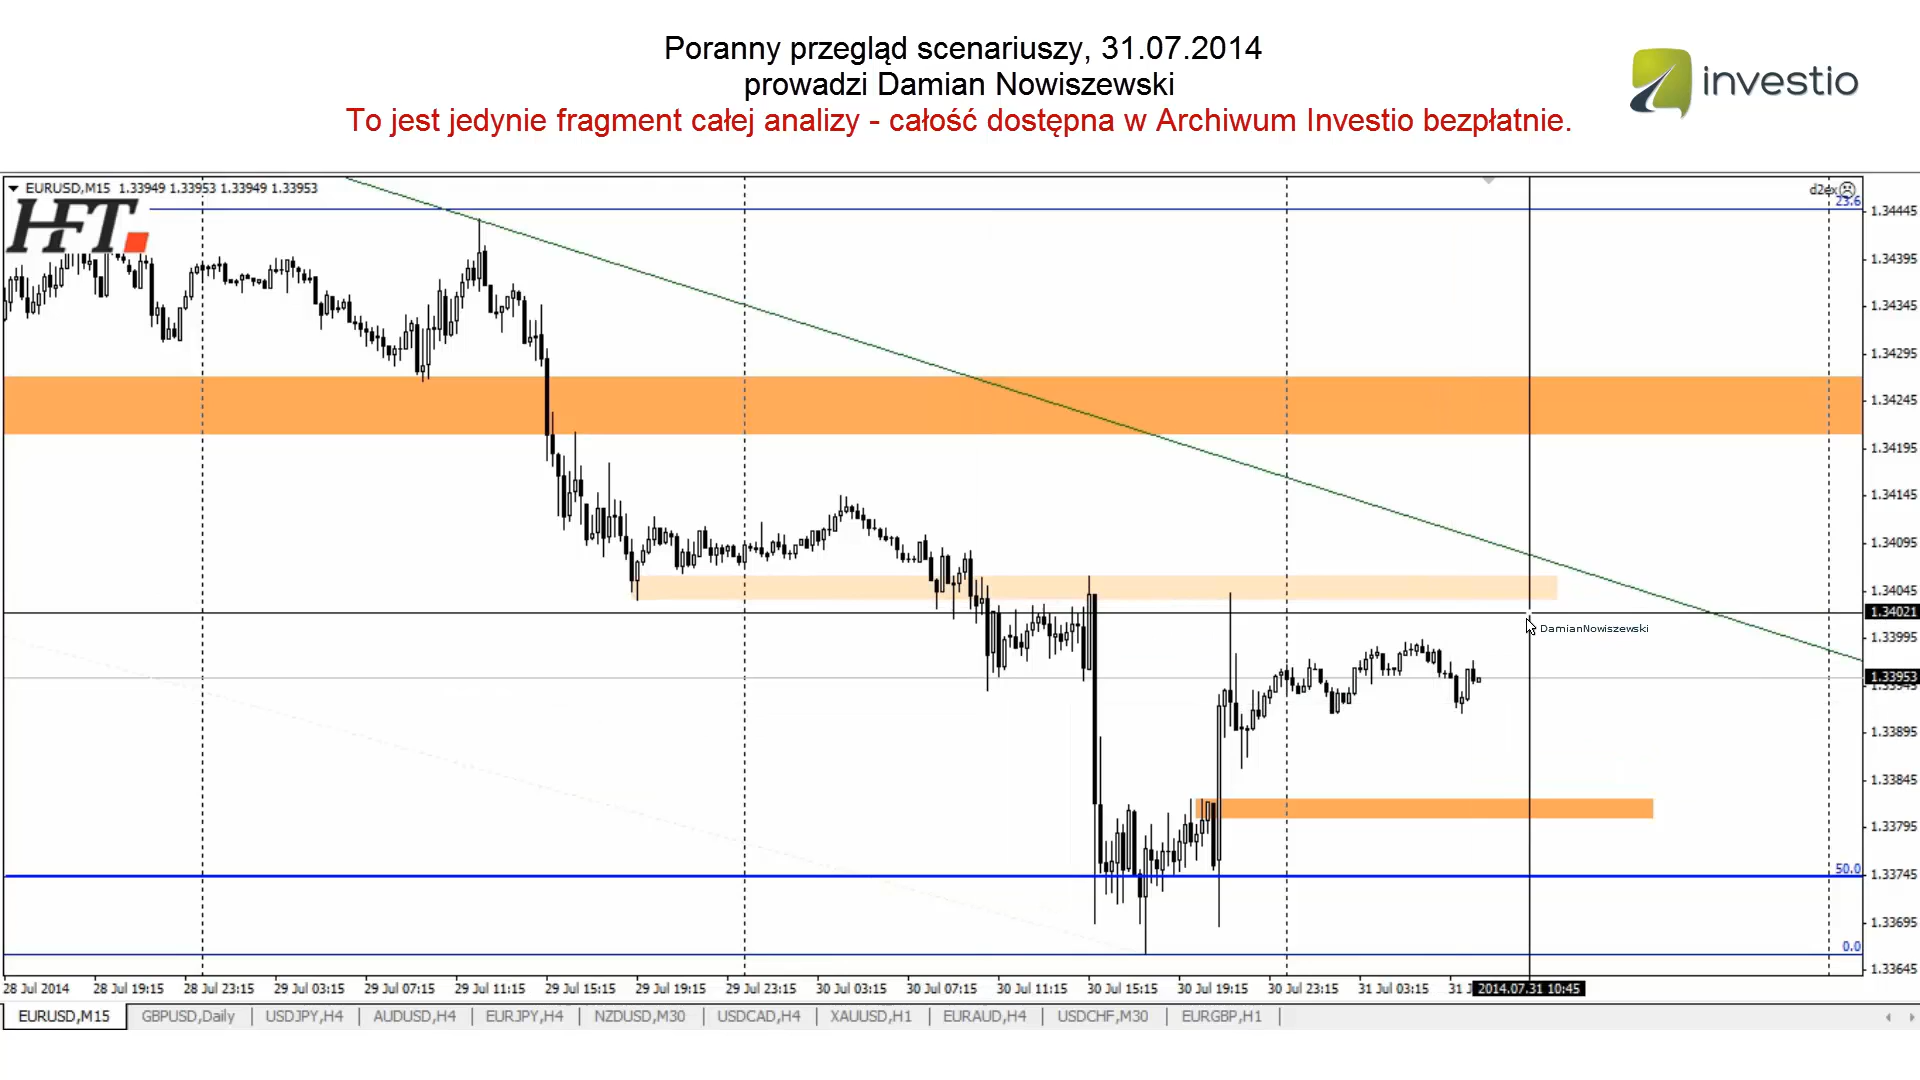 Poranny przegląd scenariuszy, 31.07.2014
prowadzi Damian Nowiszewski
To jest jedynie fragment całej analizy - całość dostępna w Archiwum Investio bezpłatnie.
investio
EURUSD,M15 1.33949 1.33953 1.33949 1.33953
d2ex
HFT
23.6
1.34445
1.34395
1.34345
1.34295
1.34245
1.34195
1.34145
1.34095
1.34045
1.34021
DamianNowiszewski
1.33995
1.33953
1.33945
1.33895
1.33845
1.33795
50.0
1.33745
1.33695
0.0
1.33645
28 Jul 2014 28 Jul 19:15 28 Jul 23:15 29 Jul 03:15 29 Jul 07:15 29 Jul 11:15 29 Jul 15:15 29 Jul 19:15 29 Jul 23:15 30 Jul 03:15 30 Jul 07:15 30 Jul 11:15 30 Jul 15:15 30 Jul 19:15 30 Jul 23:15 31 Jul 03:15 31 J 2014.07.31 10:45
EURUSD,M15 GBPUSD,Daily USDJPY,H4 AUDUSD,H4 EURJPY,H4 NZDUSD,M30 USDCAD,H4 XAUUSD,H1 EURAUD,H4 USDCHF,M30 EURGBP,H1